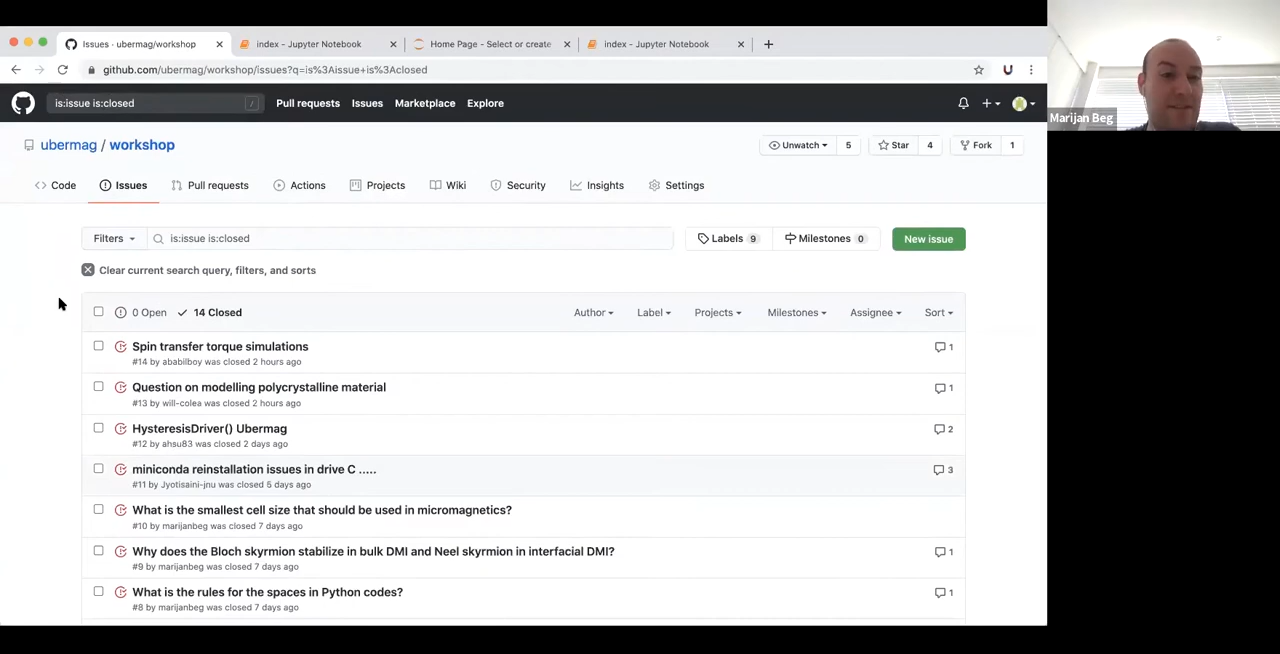 Issues · ubermag/workshop
index - Jupyter Notebook
Home Page - Select or create
index - Jupyter Notebook
github.com/ubermag/workshop/issues?q=is%3Aissue+is%3Aclosed
is:issue is:closed
/
Pull requests
Issues
Marketplace
Explore
Marijan Beg
ubermag / workshop
Unwatch 5
Star 4
Fork 1
Code
Issues
Pull requests
Actions
Projects
Wiki
Security
Insights
Settings
Filters
is:issue is:closed
Labels 9
Milestones 0
New issue
Clear current search query, filters, and sorts
0 Open
14 Closed
Author
Label
Projects
Milestones
Assignee
Sort
Spin transfer torque simulations
1
#14 by ababilboy was closed 2 hours ago
Question on modelling polycrystalline material
1
#13 by will-colea was closed 2 hours ago
HysteresisDriver() Ubermag
2
#12 by ahsu83 was closed 2 days ago
miniconda reinstallation issues in drive C .....
3
#11 by Jyotisaini-jnu was closed 5 days ago
What is the smallest cell size that should be used in micromagnetics?
#10 by marijanbeg was closed 7 days ago
Why does the Bloch skyrmion stabilize in bulk DMI and Neel skyrmion in interfacial DMI?
1
#9 by marijanbeg was closed 7 days ago
What is the rules for the spaces in Python codes?
1
#8 by marijanbeg was closed 7 days ago